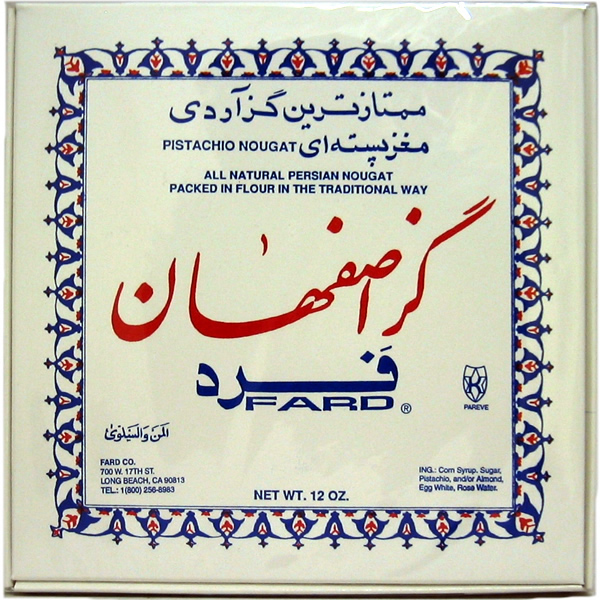 ممتازترین گز آردی
PISTACHIO NOUGAT مغز پسته‌ای
ALL NATURAL PERSIAN NOUGAT
PACKED IN FLOUR IN THE TRADITIONAL WAY
گز اصفهان
فَرد
FARD ®
K
PAREVE
المن والسلوی
FARD CO.
700 W. 17TH ST.
LONG BEACH, CA 90813
TEL.: 1(800) 256-8983
ING.: Corn Syrup, Sugar,
Pistachio, and/or Almond,
Egg White, Rose Water.
NET WT. 12 OZ.